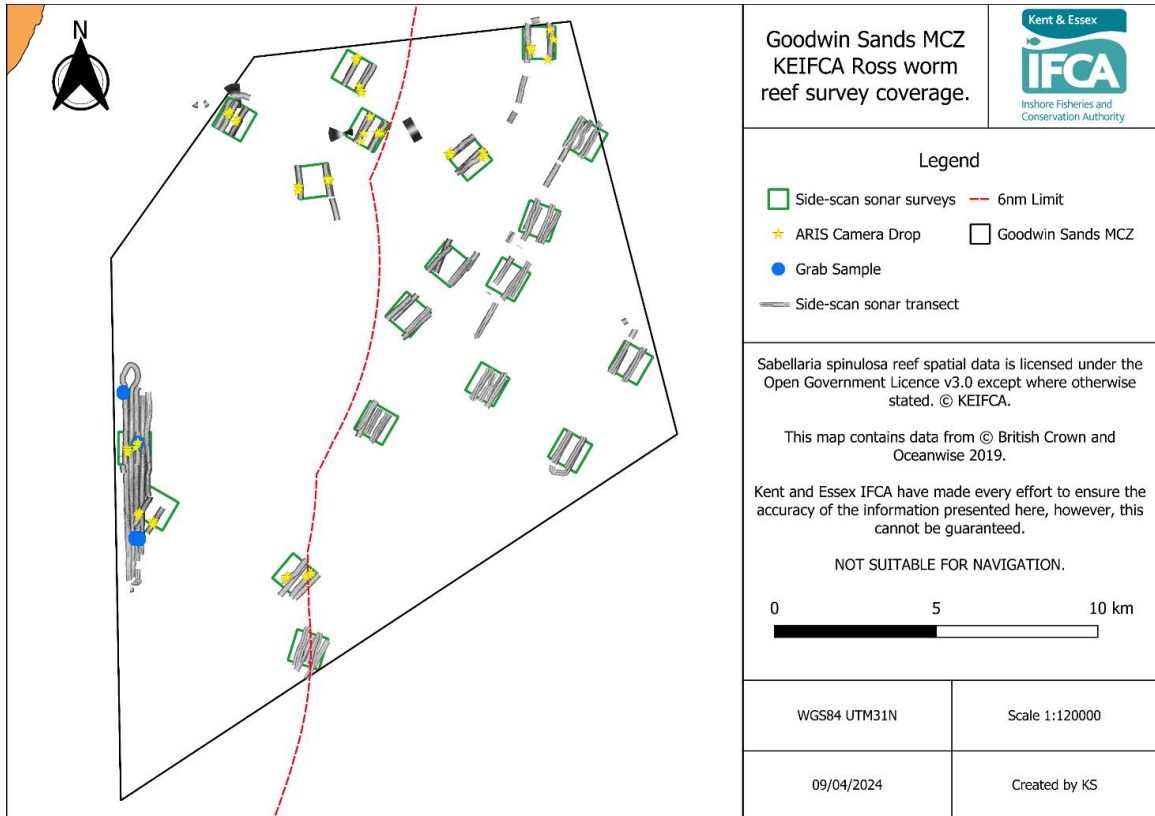 N
Goodwin Sands MCZ
KEIFCA Ross worm
reef survey coverage.
Kent & Essex
IFCA
Inshore Fisheries and
Conservation Authority
Legend
Side-scan sonar surveys
6nm Limit
ARIS Camera Drop
Goodwin Sands MCZ
Grab Sample
Side-scan sonar transect
Sabellaria spinulosa reef spatial data is licensed under the
Open Government Licence v3.0 except where otherwise
stated. © KEIFCA.
This map contains data from © British Crown and
Oceanwise 2019.
Kent and Essex IFCA have made every effort to ensure the
accuracy of the information presented here, however, this
cannot be guaranteed.
NOT SUITABLE FOR NAVIGATION.
0 5 10 km
WGS84 UTM31N
Scale 1:120000
09/04/2024
Created by KS